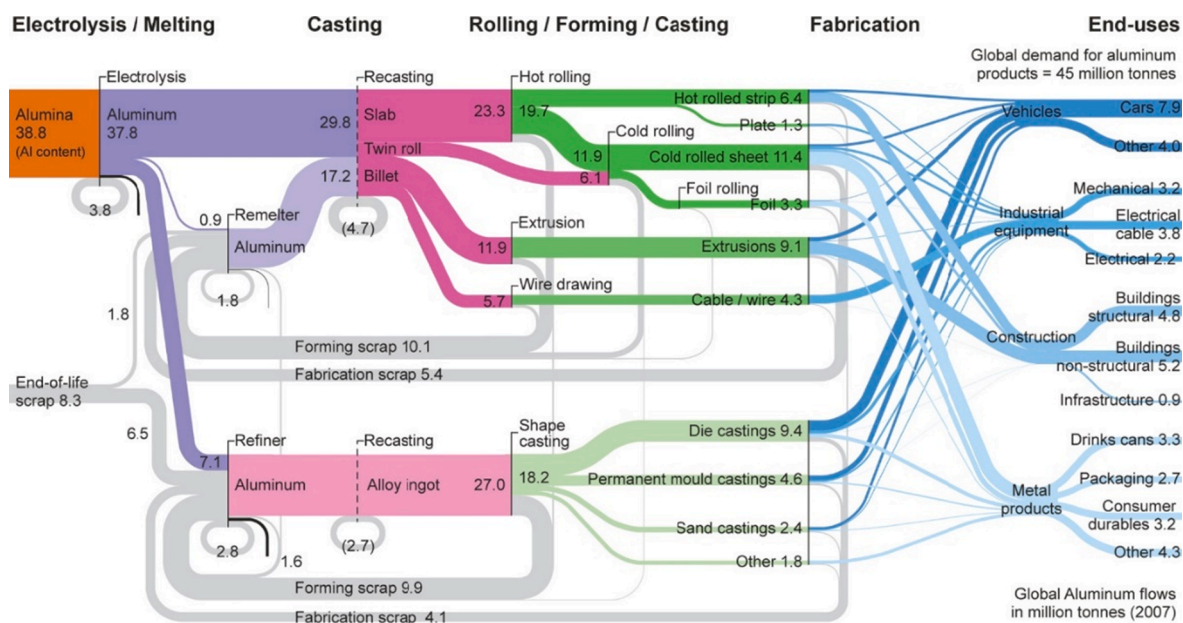 Electrolysis / Melting
Casting
Rolling / Forming / Casting
Fabrication
End-uses
Global demand for aluminum
products = 45 million tonnes
Electrolysis
Recasting
Hot rolling
Alumina
38.8
(Al content)
Aluminum
37.8
29.8
Slab
23.3
19.7
Hot rolled strip 6.4
Plate 1.3
Vehicles
Cars 7.9
Other 4.0
Cold rolling
Twin roll
11.9
Cold rolled sheet 11.4
17.2
Billet
6.1
Foil rolling
Foil 3.3
Mechanical 3.2
Industrial
equipment
Electrical
cable 3.8
Electrical 2.2
3.8
0.9
Remelter
Aluminum
(4.7)
Extrusion
11.9
Extrusions 9.1
1.8
Wire drawing
5.7
Cable / wire 4.3
Buildings
structural 4.8
Construction
Buildings
non-structural 5.2
Infrastructure 0.9
1.8
Forming scrap 10.1
Fabrication scrap 5.4
End-of-life
scrap 8.3
6.5
Refiner
Recasting
Shape
casting
7.1
Aluminum
Alloy ingot
27.0
18.2
Die castings 9.4
Permanent mould castings 4.6
Sand castings 2.4
Other 1.8
Drinks cans 3.3
Packaging 2.7
Metal
products
Consumer
durables 3.2
Other 4.3
2.8
1.6
(2.7)
Forming scrap 9.9
Fabrication scrap 4.1
Global Aluminum flows
in million tonnes (2007)